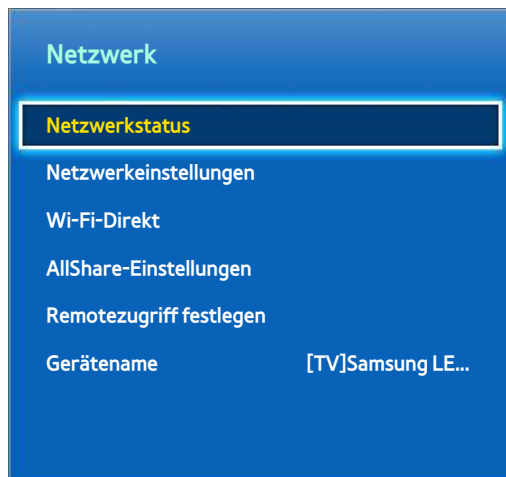 Netzwerk
Netzwerkstatus
Netzwerkeinstellungen
Wi-Fi-Direkt
AllShare-Einstellungen
Remotezugriff festlegen
Gerätename [TV]Samsung LE...